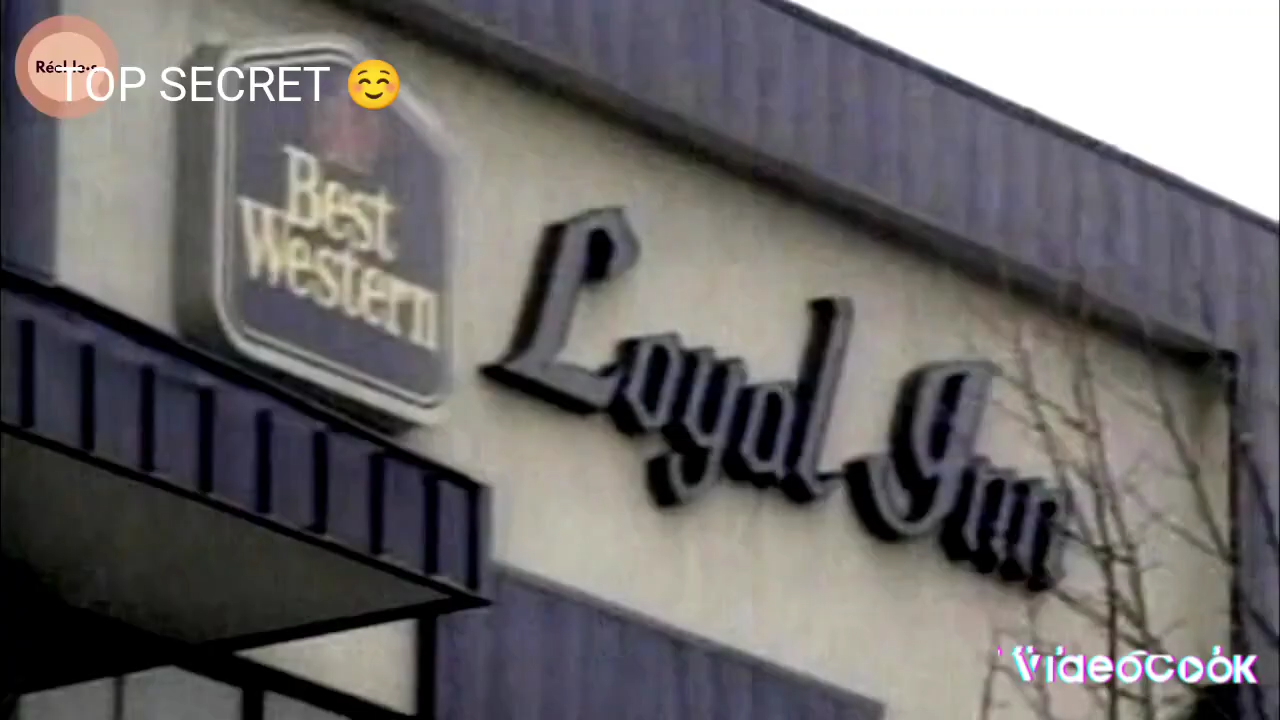 TOP SECRET ☺️
Best
Western
Loyal Inn
VideoCook